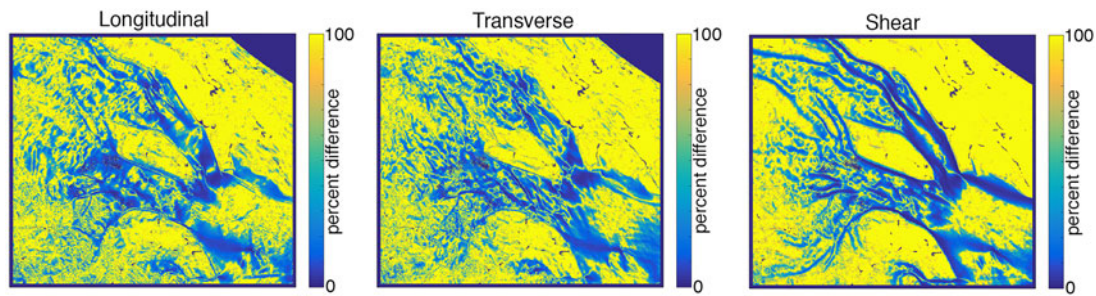 Longitudinal
100
percent difference
0
Transverse
100
percent difference
0
Shear
100
percent difference
0